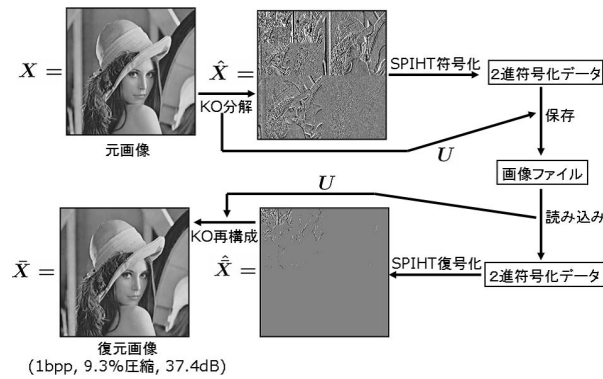 X =
元画像
KO分解
X̂ =
SPIHT符号化
2進符号化データ
保存
U
画像ファイル
U
読み込み
X̄ =
KO再構成
X̄̂ =
SPIHT復号化
2進符号化データ
復元画像
(1bpp, 9.3%圧縮, 37.4dB)